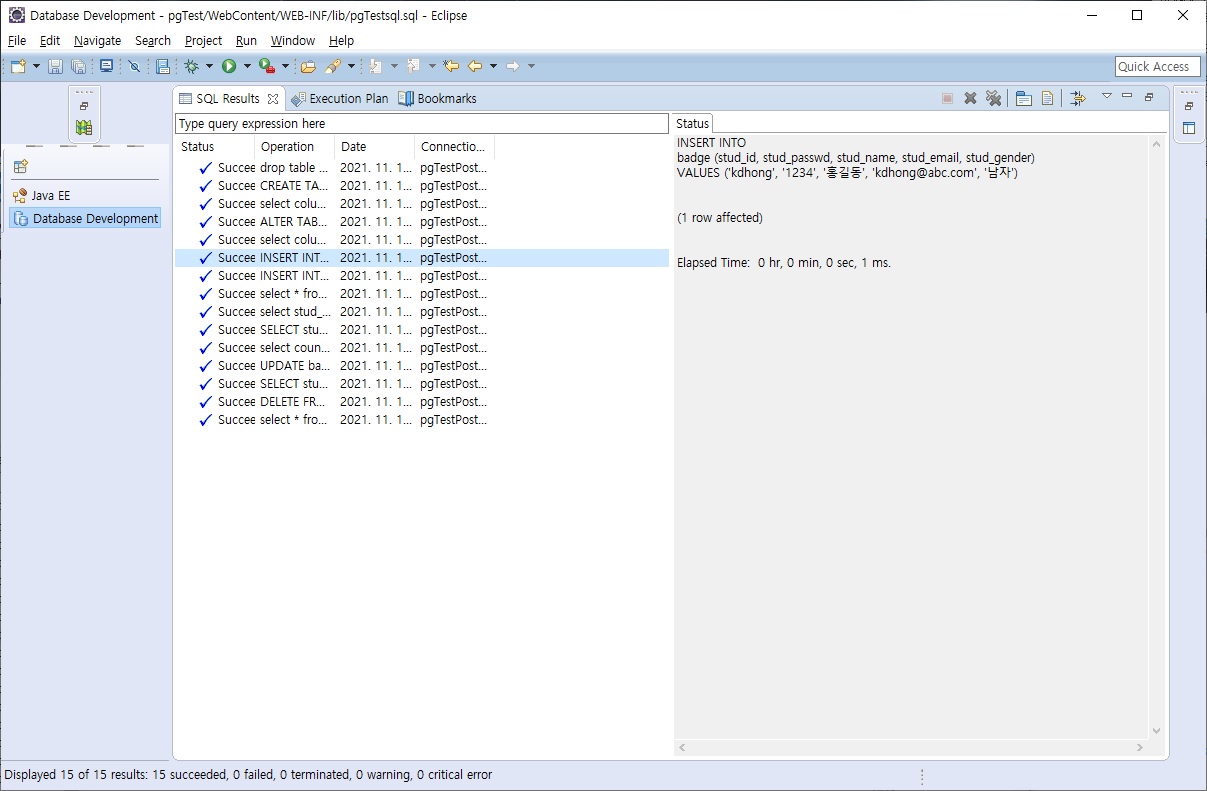 Database Development - pgTest/WebContent/WEB-INF/lib/pgTestsql.sql - Eclipse
File Edit Navigate Search Project Run Window Help
Quick Access
SQL Results Execution Plan Bookmarks
Type query expression here
Status Operation Date Connectio...
Succee drop table ... 2021. 11. 1... pgTestPost...
Succee CREATE TA... 2021. 11. 1... pgTestPost...
Succee select colu... 2021. 11. 1... pgTestPost...
Succee ALTER TAB... 2021. 11. 1... pgTestPost...
Succee select colu... 2021. 11. 1... pgTestPost...
Succee INSERT INT... 2021. 11. 1... pgTestPost...
Succee INSERT INT... 2021. 11. 1... pgTestPost...
Succee select * fro... 2021. 11. 1... pgTestPost...
Succee select stud_... 2021. 11. 1... pgTestPost...
Succee SELECT stu... 2021. 11. 1... pgTestPost...
Succee select coun... 2021. 11. 1... pgTestPost...
Succee UPDATE ba... 2021. 11. 1... pgTestPost...
Succee SELECT stu... 2021. 11. 1... pgTestPost...
Succee DELETE FR... 2021. 11. 1... pgTestPost...
Succee select * fro... 2021. 11. 1... pgTestPost...
Status
INSERT INTO
badge (stud_id, stud_passwd, stud_name, stud_email, stud_gender)
VALUES ('kdhong', '1234', '홍길동', 'kdhong@abc.com', '남자')
(1 row affected)
Elapsed Time:  0 hr, 0 min, 0 sec, 1 ms.
Java EE
Database Development
Displayed 15 of 15 results: 15 succeeded, 0 failed, 0 terminated, 0 warning, 0 critical error